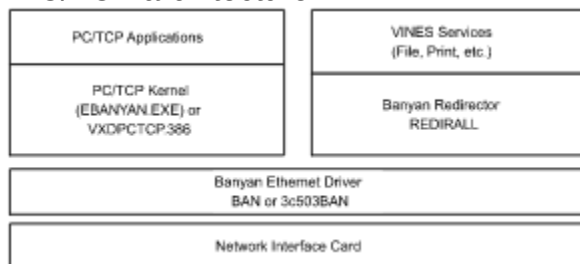 PC/TCP Applications
PC/TCP Kernel
(EBANYAN.EXE) or
VXDPCTCP.386
VINES Services
(File, Print, etc.)
Banyan Redirector
REDIRALL
Banyan Ethernet Driver
BAN or 3c503BAN
Network Interface Card